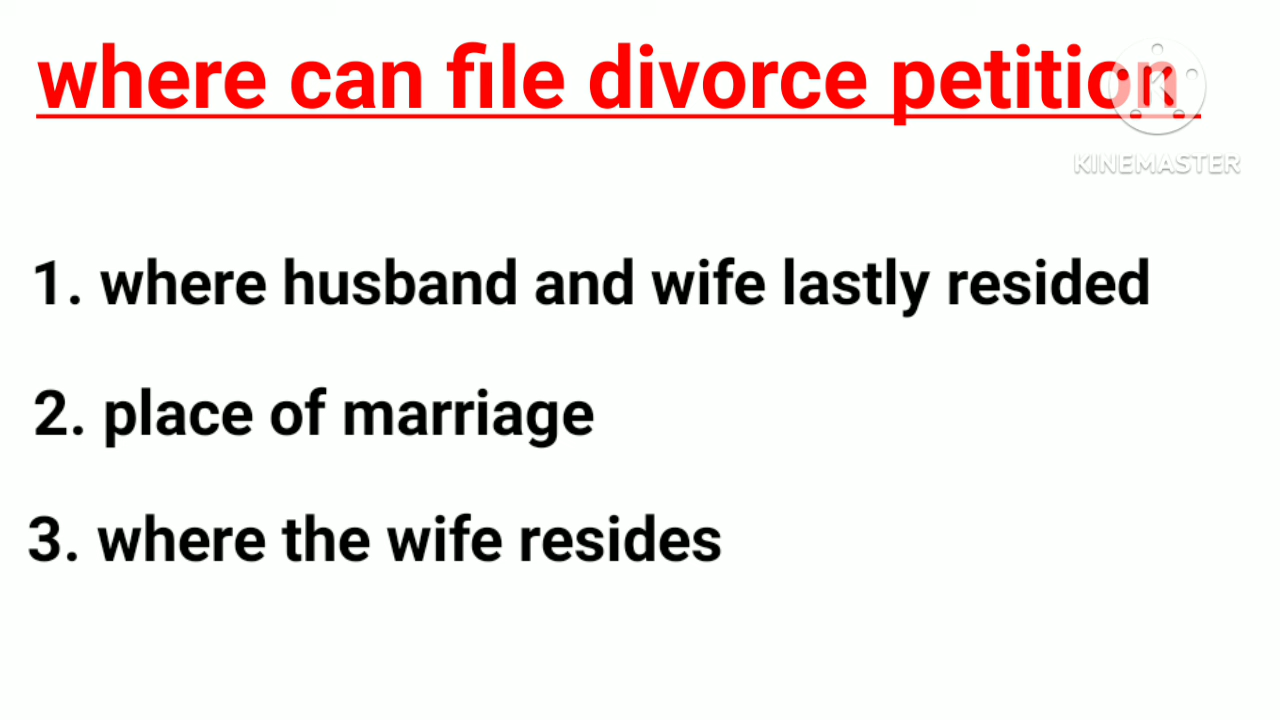 where can file divorce petition
KINEMASTER
1. where husband and wife lastly resided
2. place of marriage
3. where the wife resides